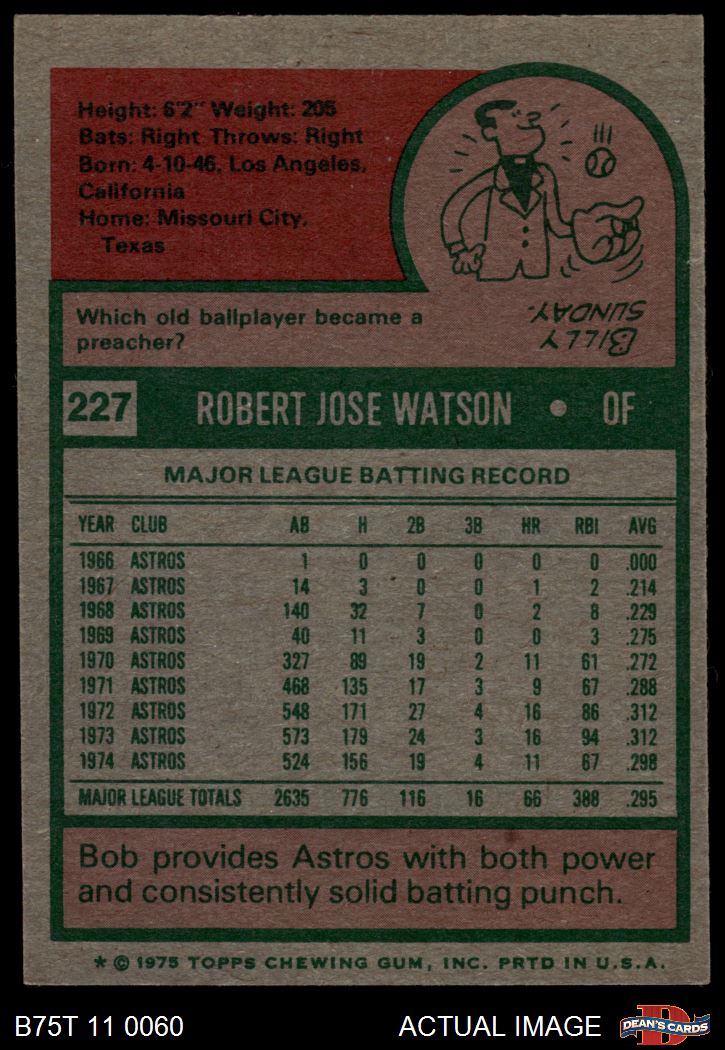 Height: 6'2" Weight: 205
Bats: Right Throws: Right
Born: 4-10-46, Los Angeles,
California
Home: Missouri City,
Texas
BILLY
SUNDAY.
Which old ballplayer became a
preacher?
227 ROBERT JOSE WATSON • OF
MAJOR LEAGUE BATTING RECORD
YEAR CLUB AB H 2B 3B HR RBI AVG
1966 ASTROS 1 0 0 0 0 0 .000
1967 ASTROS 14 3 0 0 1 2 .214
1968 ASTROS 140 32 7 0 2 8 .229
1969 ASTROS 40 11 3 0 0 3 .275
1970 ASTROS 327 89 19 2 11 61 .272
1971 ASTROS 468 135 17 3 9 67 .288
1972 ASTROS 548 171 27 4 16 86 .312
1973 ASTROS 573 179 24 3 16 94 .312
1974 ASTROS 524 156 19 4 11 67 .298
MAJOR LEAGUE TOTALS 2635 776 116 16 66 388 .295
Bob provides Astros with both power
and consistently solid batting punch.
* © 1975 TOPPS CHEWING GUM, INC. PRTD IN U.S.A.
B75T 11 0060 ACTUAL IMAGE D DEAN'S CARDS